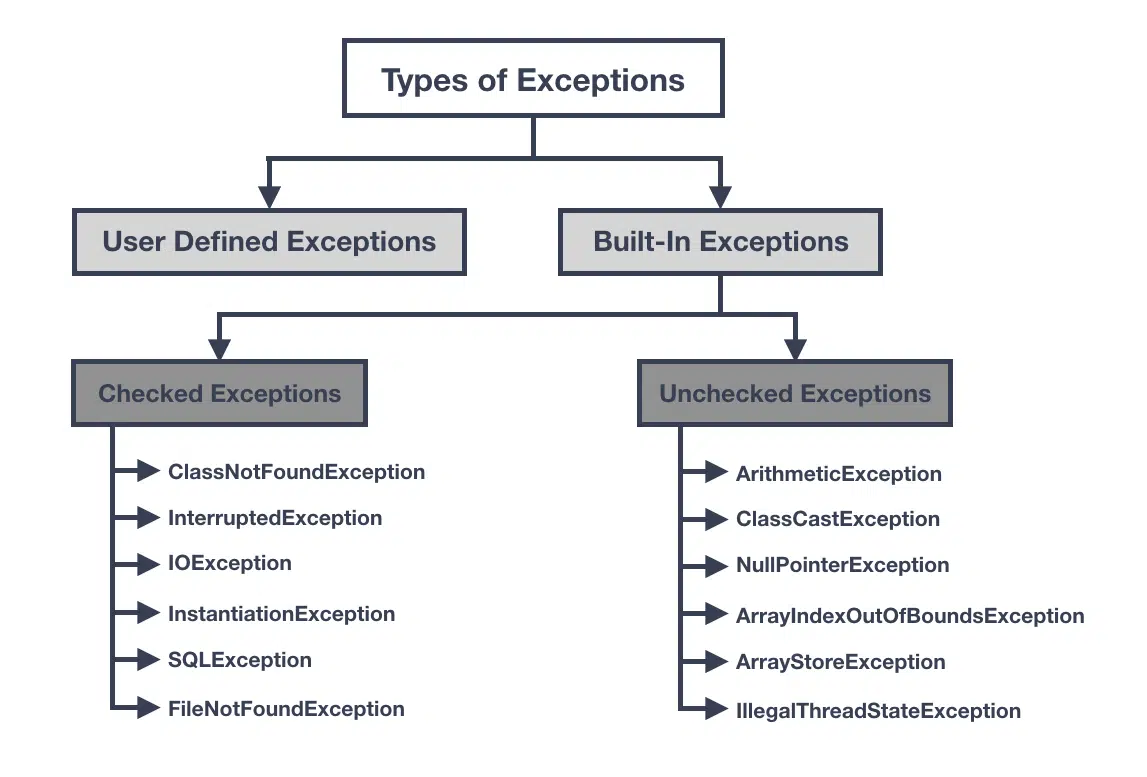 Types of Exceptions
User Defined Exceptions
Built-In Exceptions
Checked Exceptions
ClassNotFoundException
InterruptedException
IOException
InstantiationException
SQLException
FileNotFoundException
Unchecked Exceptions
ArithmeticException
ClassCastException
NullPointerException
ArrayIndexOutOfBoundsException
ArrayStoreException
IllegalThreadStateException